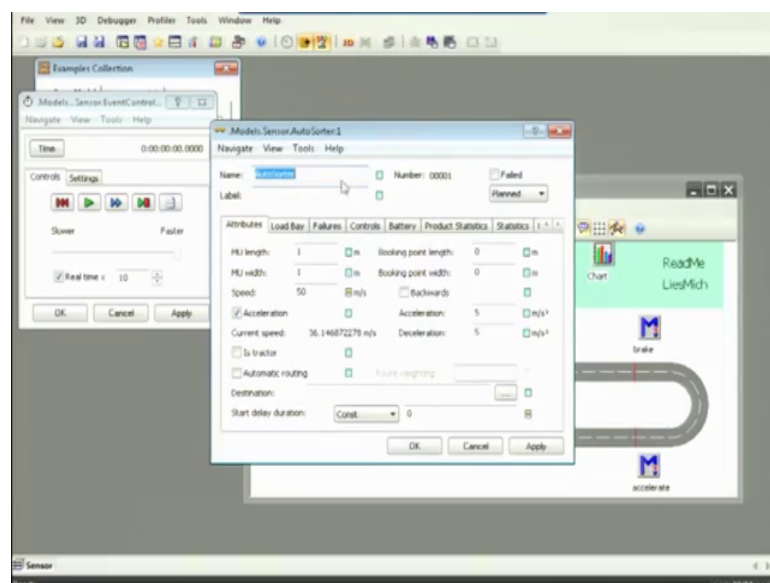 File View 3D Debugger Profiler Tools Window Help
Examples Collection
.Models...Sensor.EventControl...
Navigate View Tools Help
Time 0:00:00:00.0000
Controls Settings
Slower Faster
Real time x 10
OK Cancel Apply
.Models.Sensor.AutoSorter:1
Navigate View Tools Help
Name: AutoSorter Number: 00001 Failed
Label: Planned
Attributes Load Bay Failures Controls Battery Product Statistics Statistics
MU length: 1 m Booking point length: 0 m
MU width: 1 m Booking point width: 0 m
Speed: 50 m/s Backwards
Acceleration Acceleration: 5 m/s²
Current speed: 36.146872278 m/s Deceleration: 5 m/s²
Is tractor
Automatic routing Route weighting:
Destination: ...
Start delay duration: Const 0
OK Cancel Apply
Chart
ReadMe
LiesMich
M
brake
M
accelerate
Sensor